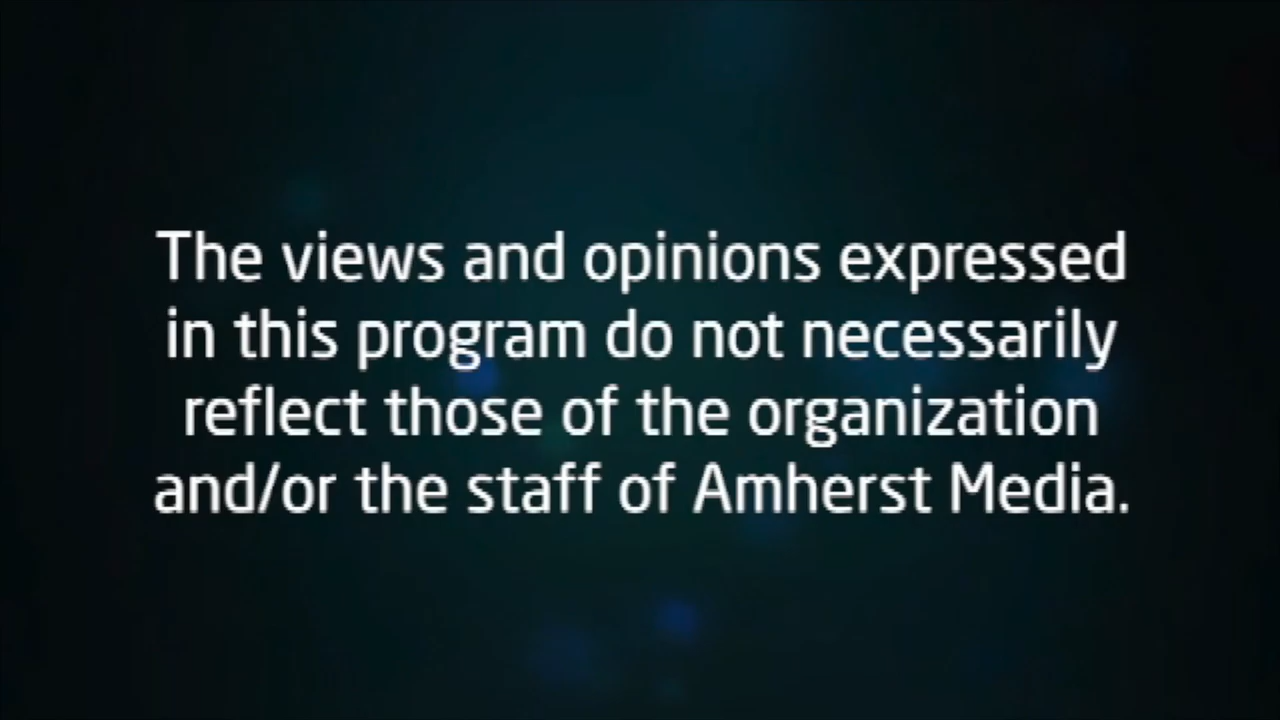 The views and opinions expressed
in this program do not necessarily
reflect those of the organization
and/or the staff of Amherst Media.